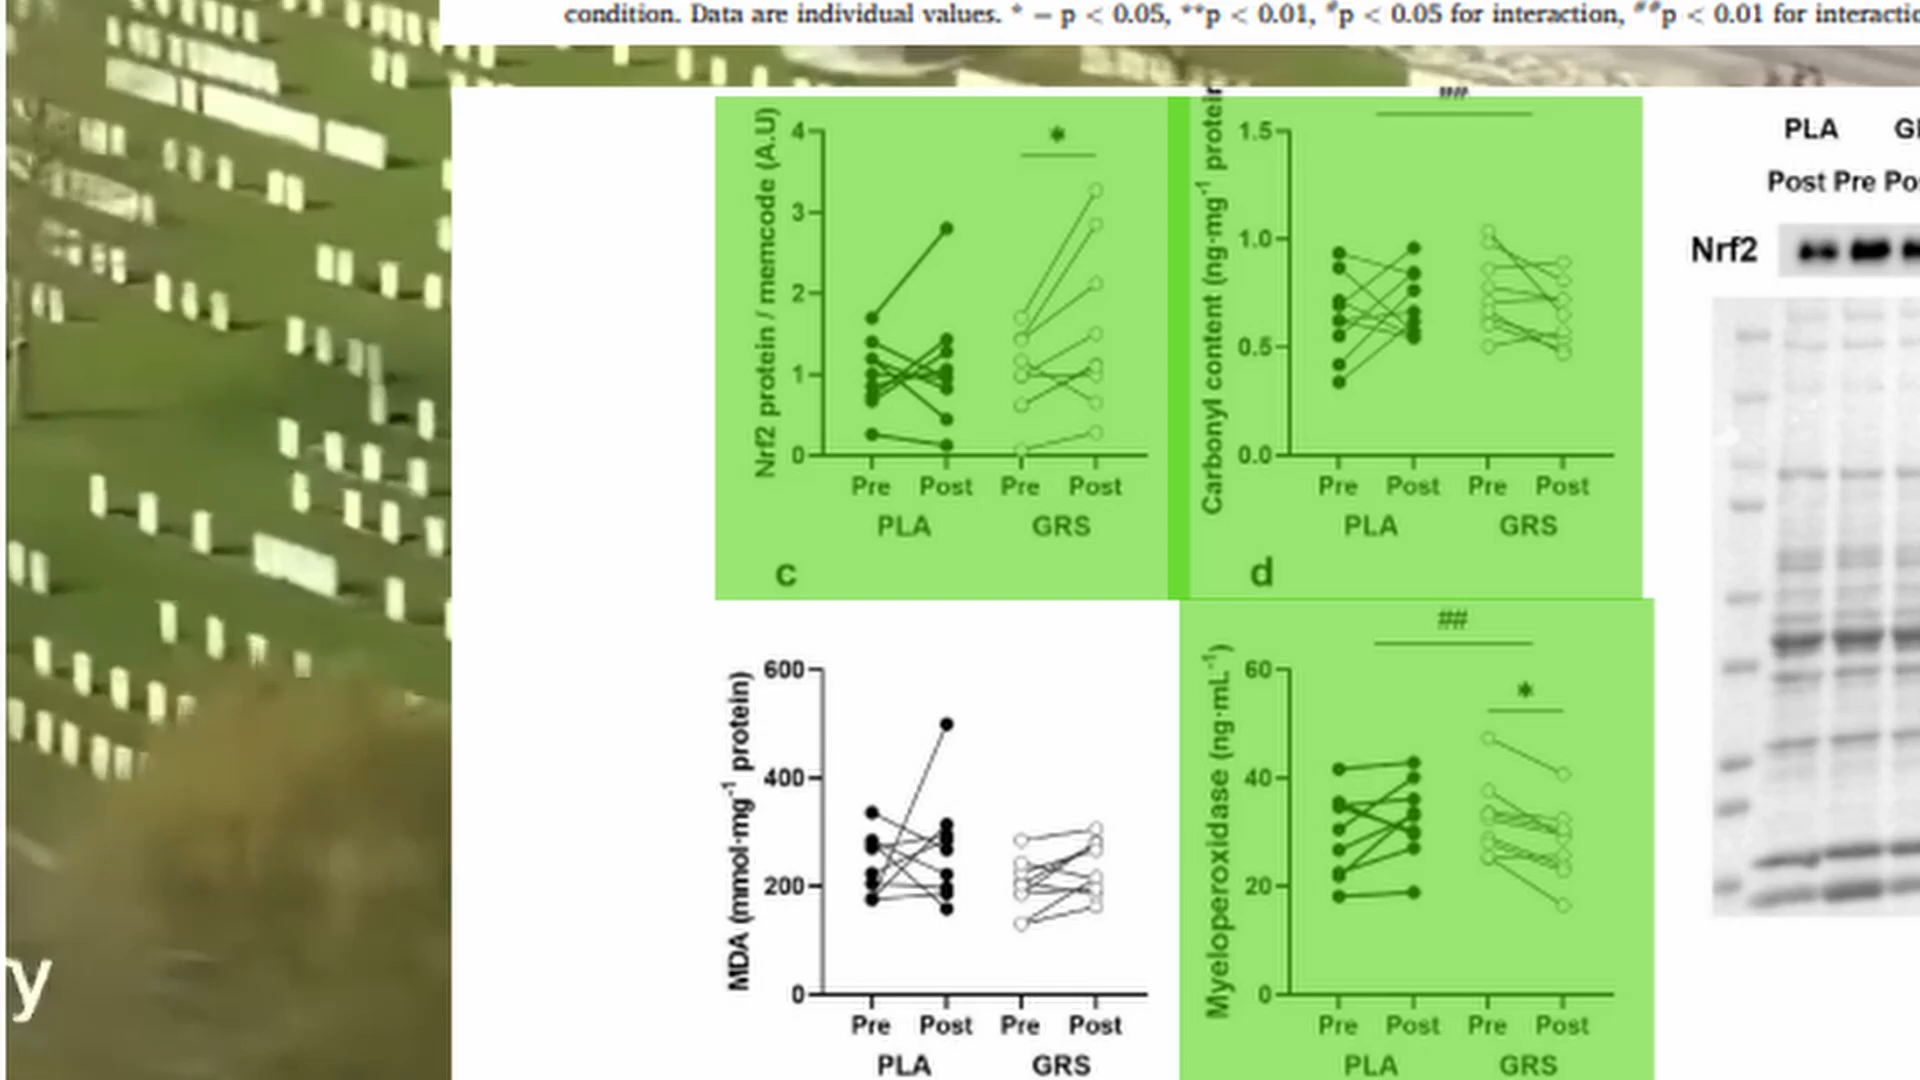 condition. Data are individual values. * – p < 0.05, **p < 0.01, #p < 0.05 for interaction, ##p < 0.01 for
Nrf2 protein / memcode (A.U)
4
3
2
1
0
*
Pre Post Pre Post
PLA GRS
Carbonyl content (ng·mg-1 protein
1.5
1.0
0.5
0.0
##
Pre Post Pre Post
PLA GRS
PLA
Post Pre
Nrf2
c
d
MDA (mmol·mg-1 protein)
600
400
200
0
Pre Post Pre Post
PLA GRS
Myeloperoxidase (ng·mL-1)
60
40
20
0
##
*
Pre Post Pre Post
PLA GRS
y